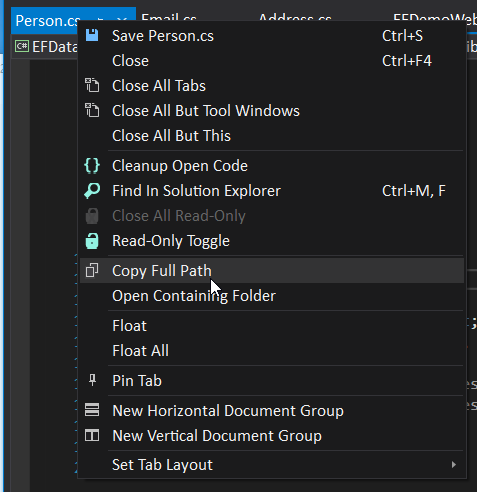 Person.cs Email.cs Address.cs EFDemoWeb
C# EFData
Save Person.cs Ctrl+S
Close Ctrl+F4
Close All Tabs
Close All But Tool Windows
Close All But This
Cleanup Open Code
Find In Solution Explorer Ctrl+M, F
Close All Read-Only
Read-Only Toggle
Copy Full Path
Open Containing Folder
Float
Float All
Pin Tab
New Horizontal Document Group
New Vertical Document Group
Set Tab Layout